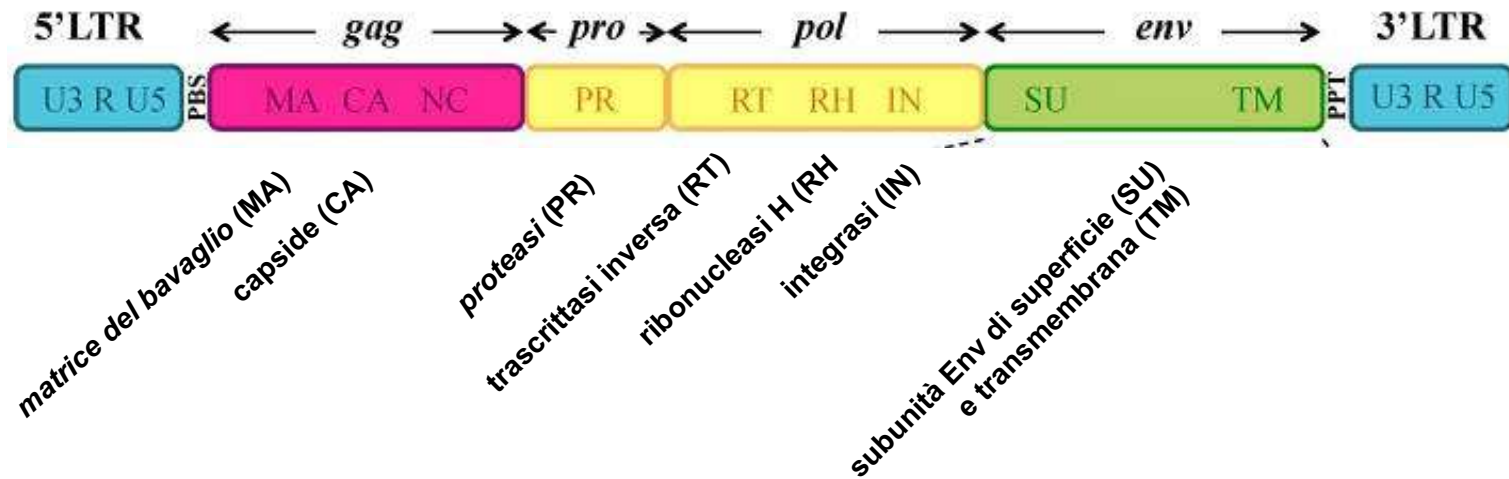 5'LTR gag pro pol env 3'LTR
U3 R U5 PBS MA CA NC PR RT RH IN SU TM PPT U3 R U5
matrice del bavaglio (MA)
capside (CA)
proteasi (PR)
trascrittasi inversa (RT)
ribonucleasi H (RH
integrasi (IN)
subunità Env di superficie (SU)
e transmembrana (TM)